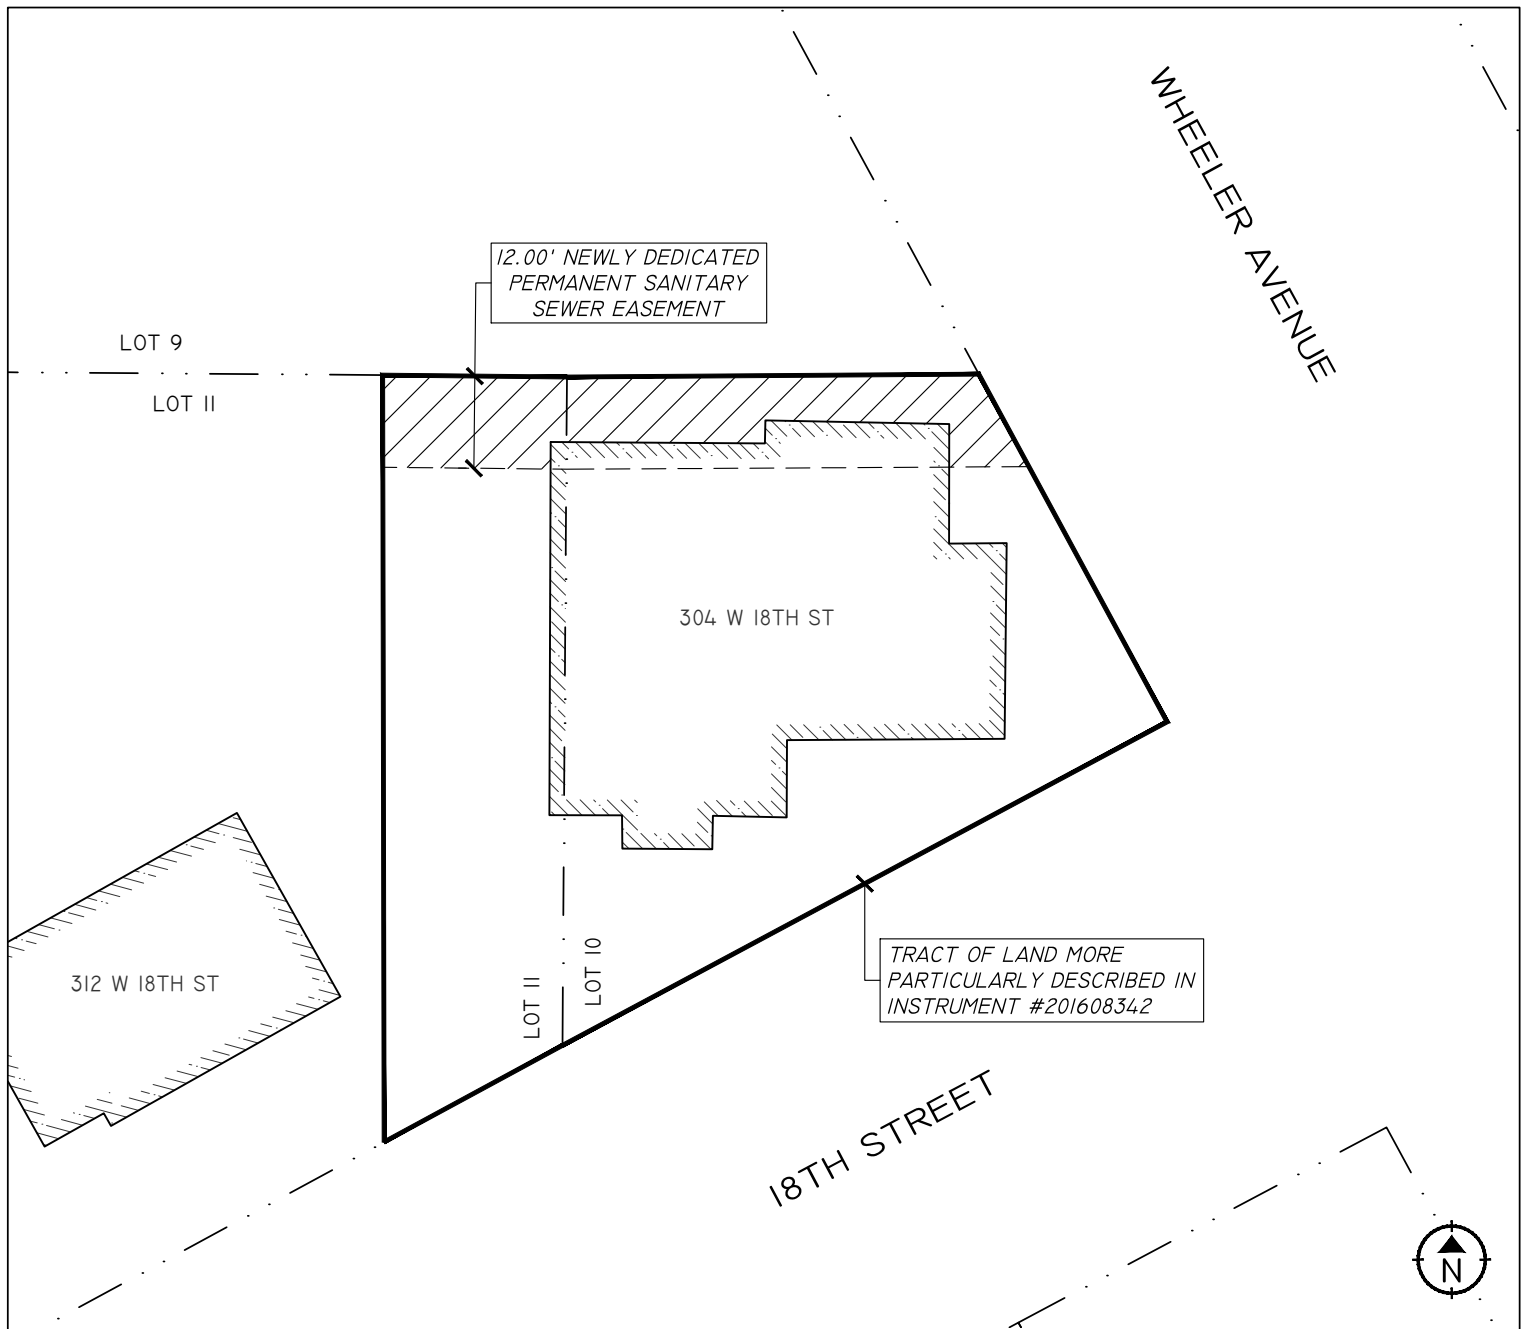 WHEELER AVENUE
12.00' NEWLY DEDICATED
PERMANENT SANITARY
SEWER EASEMENT
LOT 9
LOT 11
304 W 18TH ST
312 W 18TH ST
LOT 11
LOT 10
TRACT OF LAND MORE
PARTICULARLY DESCRIBED IN
INSTRUMENT #201608342
18TH STREET
N